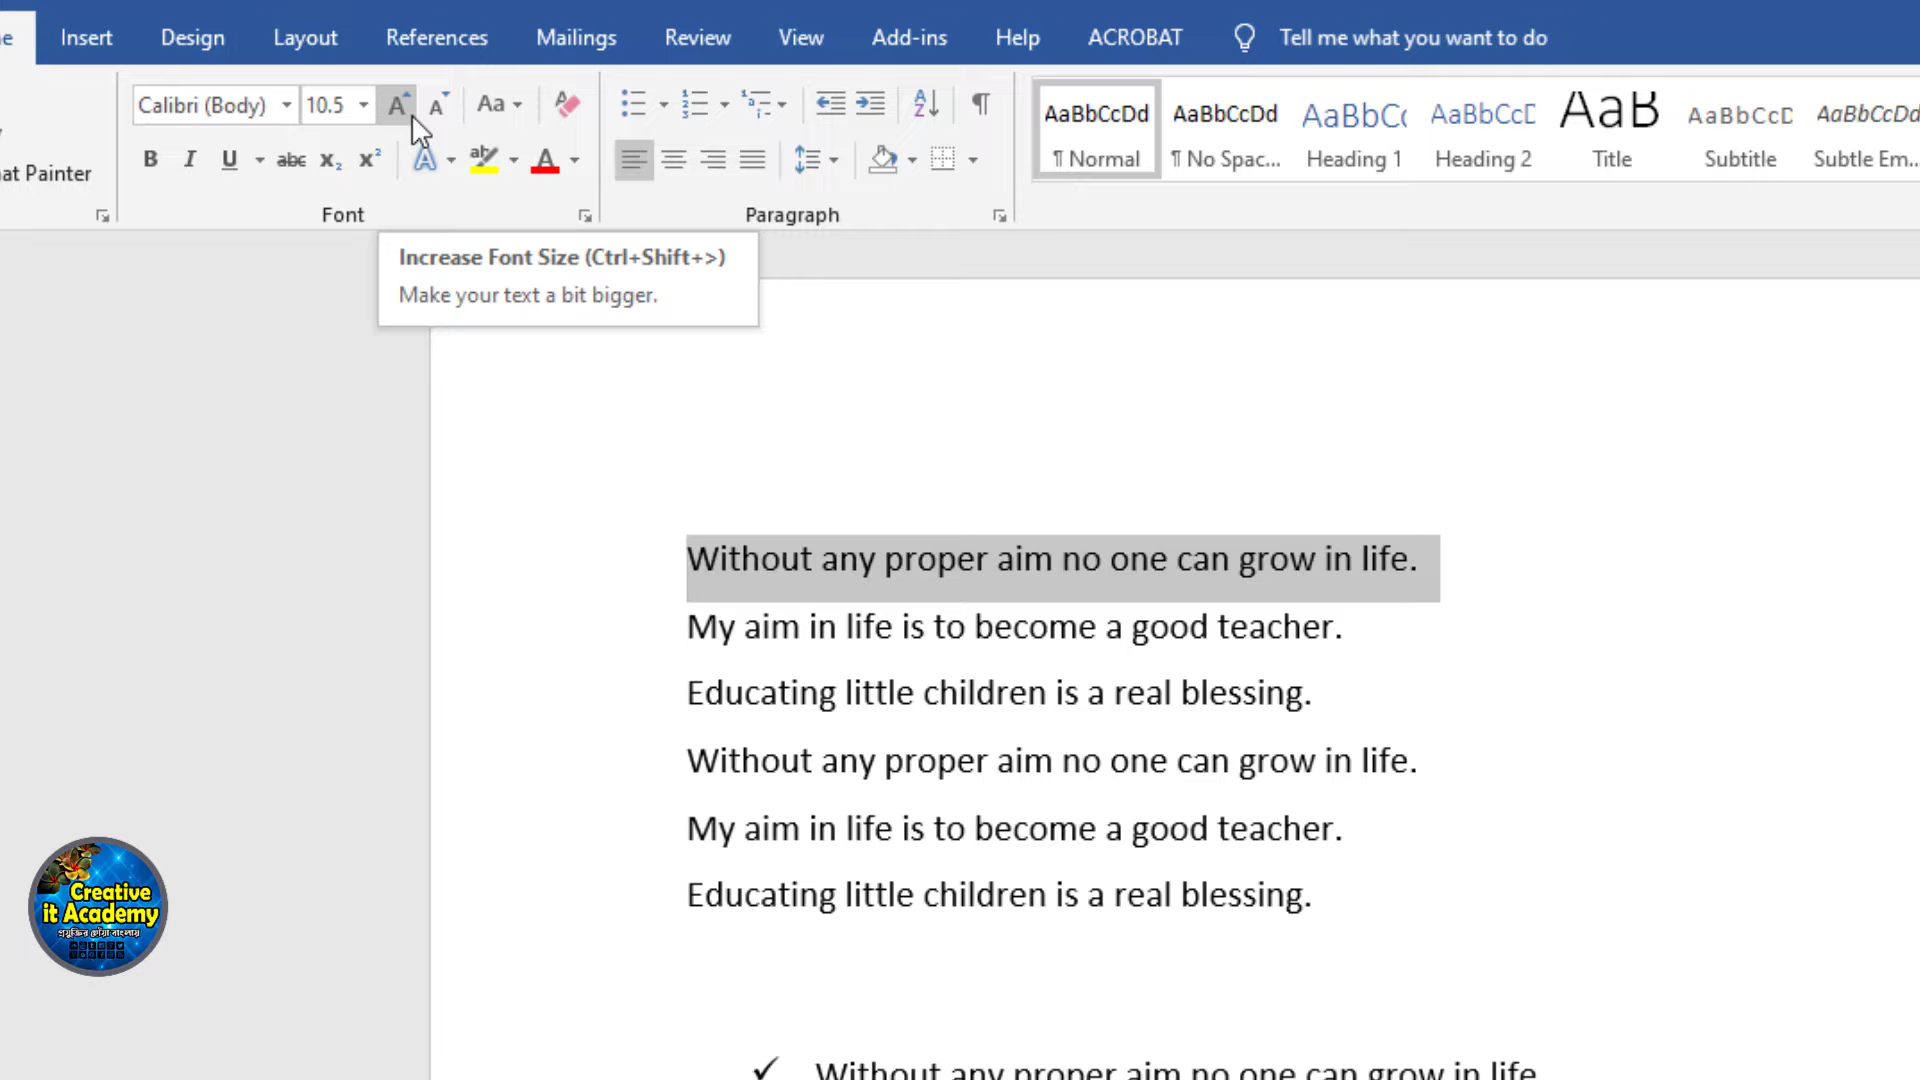 Insert Design Layout References Mailings Review View Add-ins Help ACROBAT Tell me what you want to do
Calibri (Body) 10.5 A A Aa
B I U abc x₂ x² A aby A
at Painter
Font
Paragraph
AaBbCcDd AaBbCcDd AaBbCc AaBbCcD AaB AaBbCcD AaBbCcDd
¶ Normal ¶ No Spac... Heading 1 Heading 2 Title Subtitle Subtle Em...
Increase Font Size (Ctrl+Shift+>)
Make your text a bit bigger.
Without any proper aim no one can grow in life.
My aim in life is to become a good teacher.
Educating little children is a real blessing.
Without any proper aim no one can grow in life.
My aim in life is to become a good teacher.
Educating little children is a real blessing.
Creative
it Academy
প্রযুক্তির ছোঁয়া বাংলায়
✓ Without any proper aim no one can grow in life